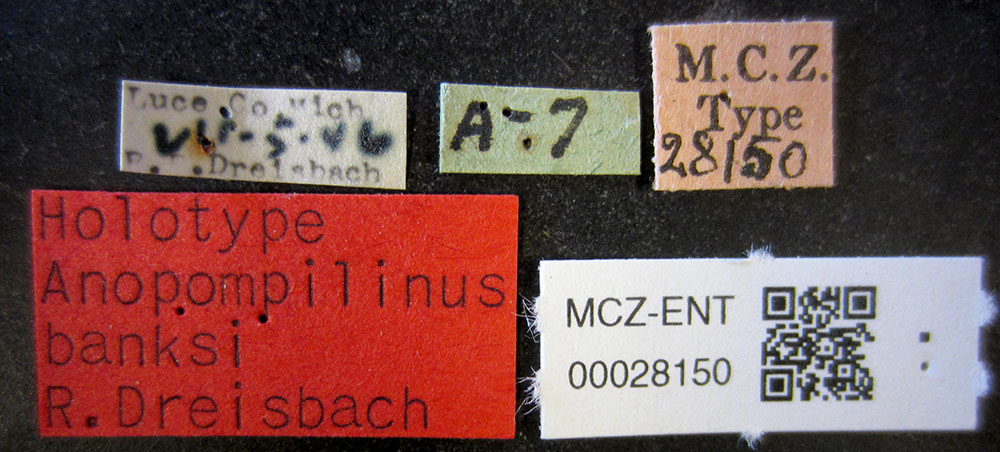 Luce Co. Mich
VII-5-46
R. R. Dreisbach
A-7
M.C.Z.
Type
28150
Holotype
Anopompilinus
banksi
R.Dreisbach
MCZ-ENT
00028150